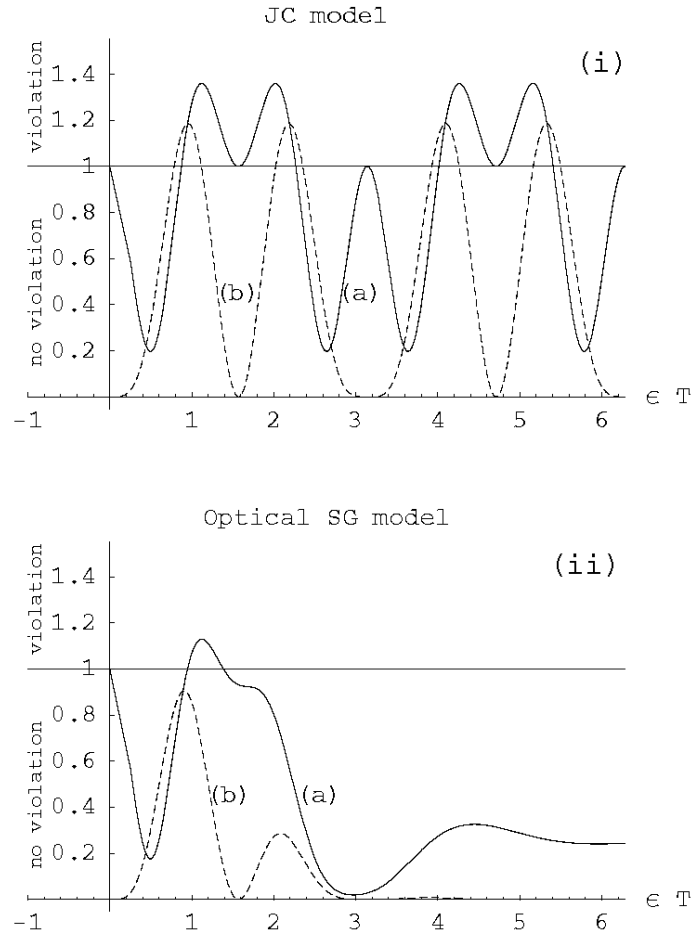 JC model
(i)
violation
no violation
1.4
1.2
1
0.8
0.6
0.4
0.2
(b)
(a)
-1 1 2 3 4 5 6 ϵ T
Optical SG model
(ii)
violation
no violation
1.4
1.2
1
0.8
0.6
0.4
0.2
(b)
(a)
-1 1 2 3 4 5 6 ϵ T